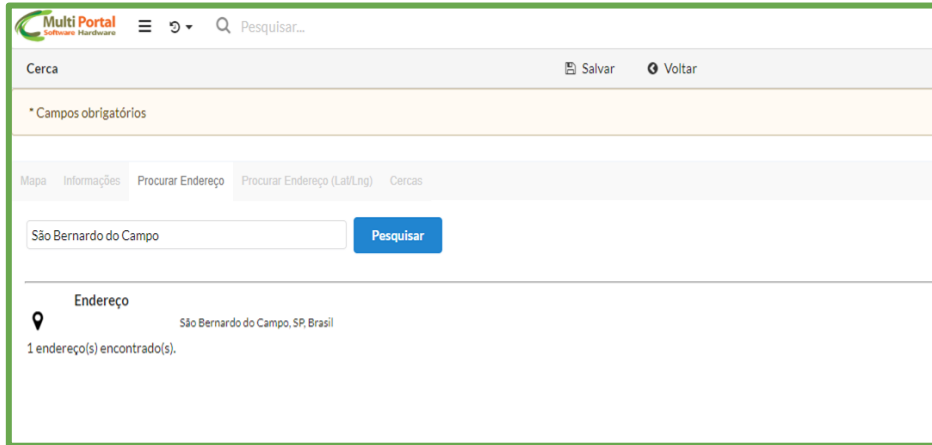 Multi Portal
Software Hardware
Pesquisar...
Cerca
Salvar
Voltar
* Campos obrigatórios
Mapa Informações Procurar Endereço Procurar Endereço (Lat/Lng) Cercas
São Bernardo do Campo
Pesquisar
Endereço
São Bernardo do Campo, SP, Brasil
1 endereço(s) encontrado(s).